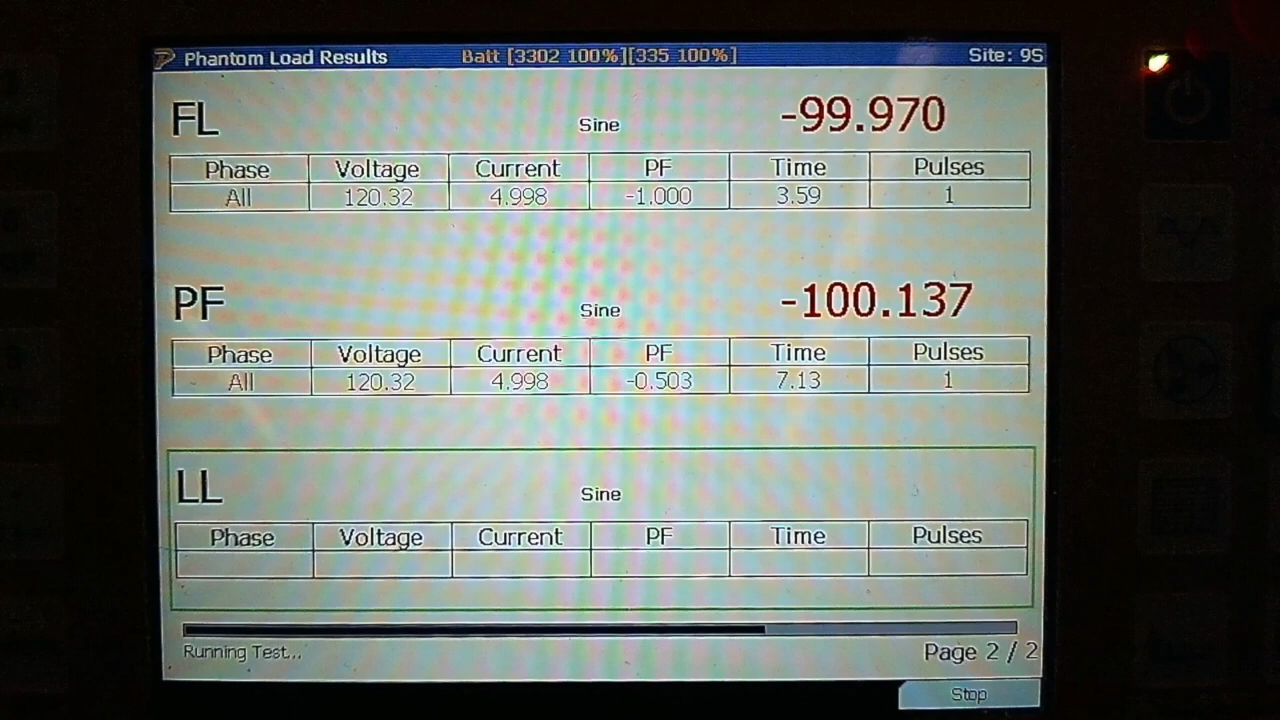 Phantom Load Results Batt [3302 100%][335 100%] Site: 9S
FL Sine -99.970
Phase Voltage Current PF Time Pulses
All 120.32 4.998 -1.000 3.59 1
PF Sine -100.137
Phase Voltage Current PF Time Pulses
All 120.32 4.998 -0.503 7.13 1
LL Sine
Phase Voltage Current PF Time Pulses
Running Test... Page 2 / 2
Stop